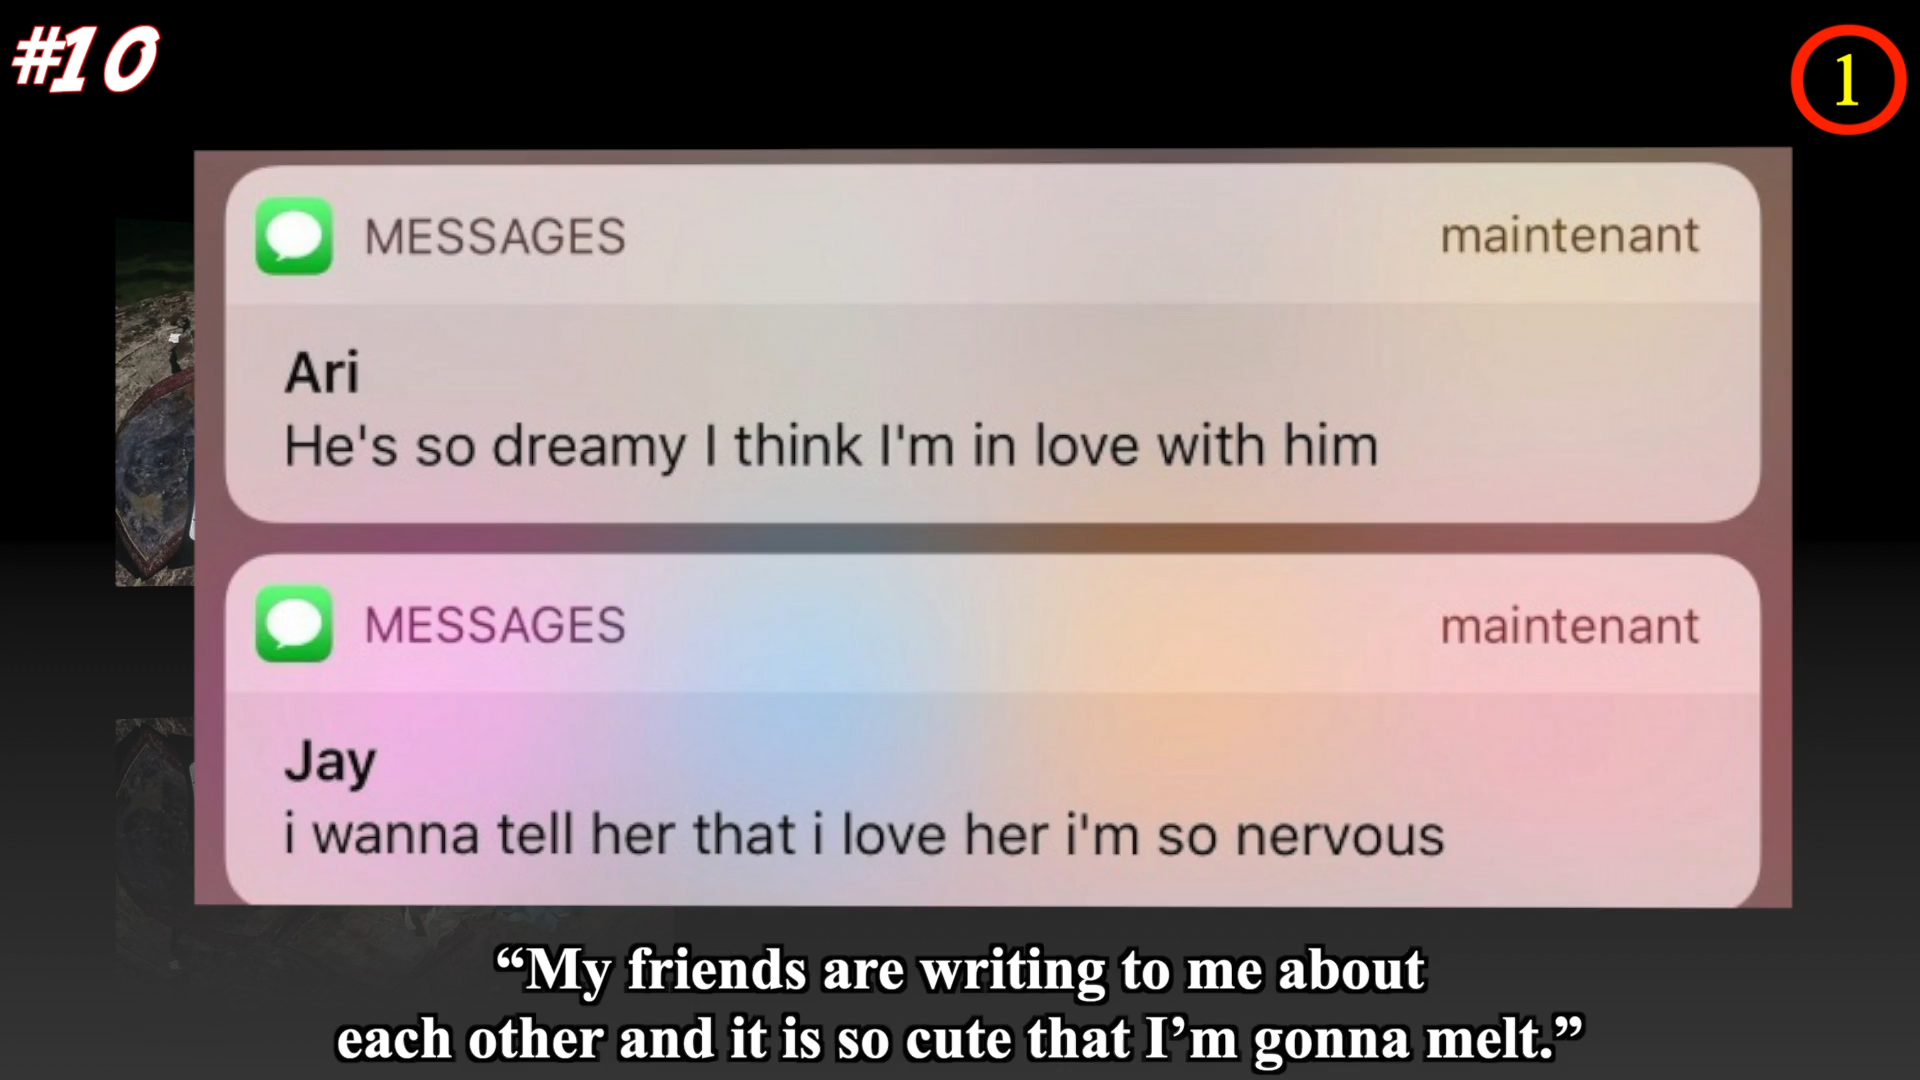 #10
1
MESSAGES
maintenant
Ari
He's so dreamy I think I'm in love with him
MESSAGES
maintenant
Jay
i wanna tell her that i love her i'm so nervous
“My friends are writing to me about
each other and it is so cute that I’m gonna melt.”